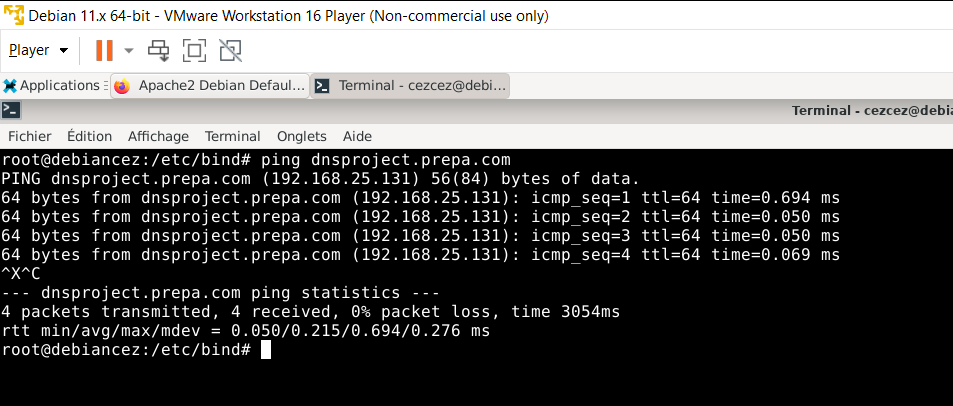 Debian 11.x 64-bit - VMware Workstation 16 Player (Non-commercial use only)
Player
Applications
Apache2 Debian Defaul...
Terminal - cezcez@debi...
Terminal - cezcez@debia
Fichier Édition Affichage Terminal Onglets Aide
root@debiancez:/etc/bind# ping dnsproject.prepa.com
PING dnsproject.prepa.com (192.168.25.131) 56(84) bytes of data.
64 bytes from dnsproject.prepa.com (192.168.25.131): icmp_seq=1 ttl=64 time=0.694 ms
64 bytes from dnsproject.prepa.com (192.168.25.131): icmp_seq=2 ttl=64 time=0.050 ms
64 bytes from dnsproject.prepa.com (192.168.25.131): icmp_seq=3 ttl=64 time=0.050 ms
64 bytes from dnsproject.prepa.com (192.168.25.131): icmp_seq=4 ttl=64 time=0.069 ms
^X^C
--- dnsproject.prepa.com ping statistics ---
4 packets transmitted, 4 received, 0% packet loss, time 3054ms
rtt min/avg/max/mdev = 0.050/0.215/0.694/0.276 ms
root@debiancez:/etc/bind#